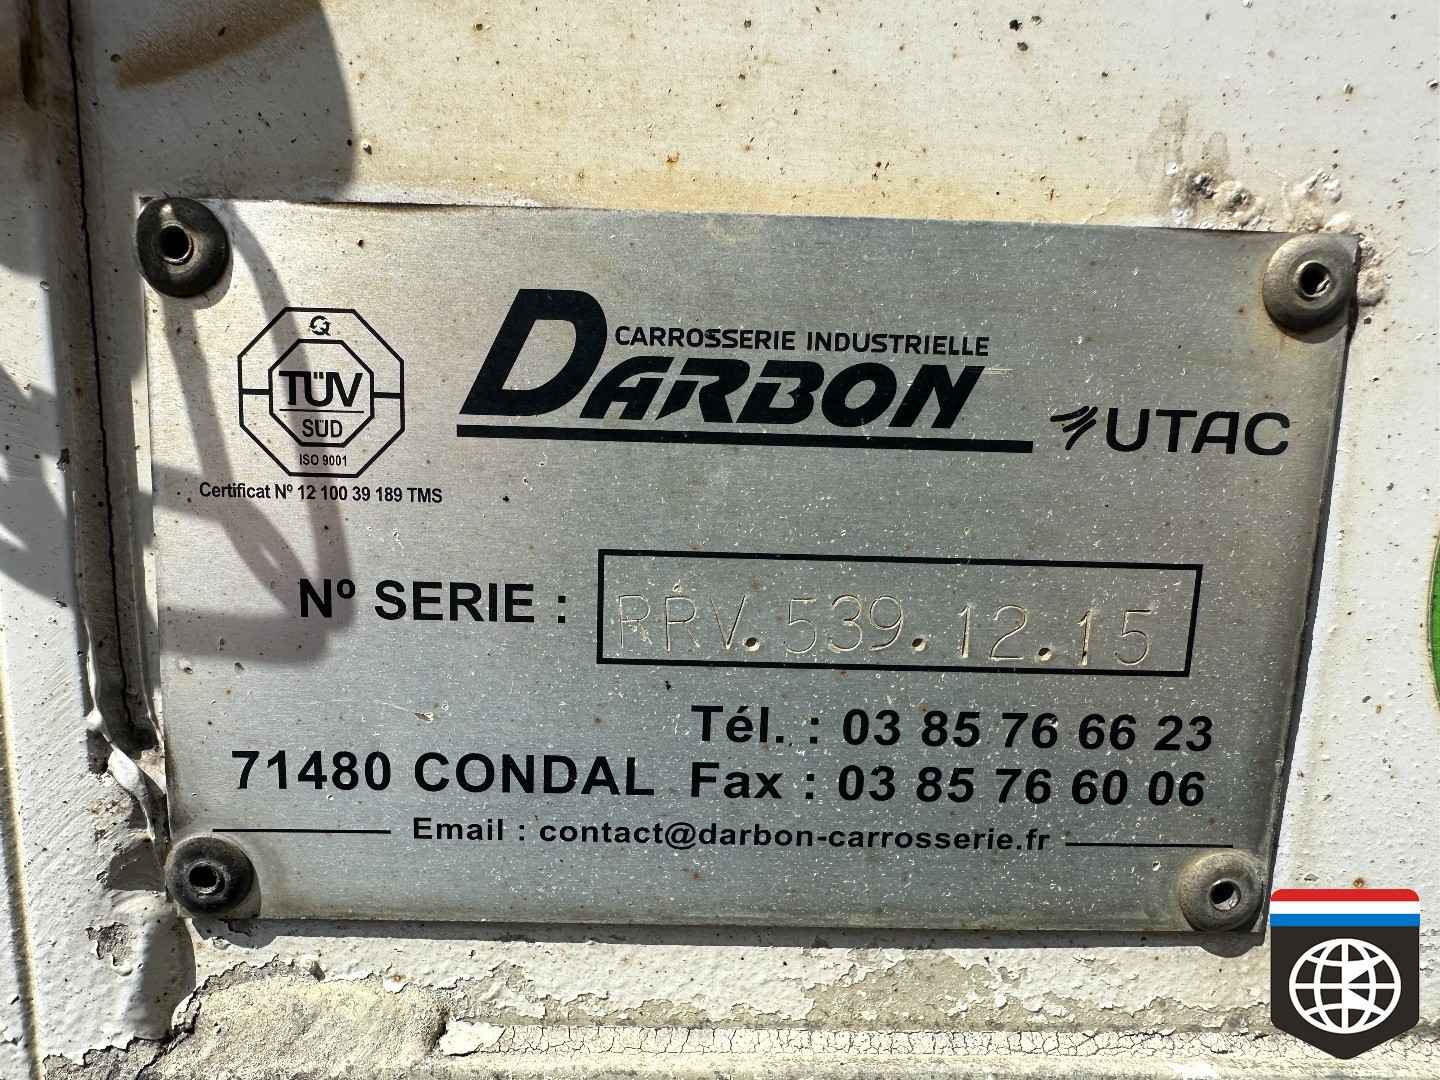 CARROSSERIE INDUSTRIELLE
DARBON
UTAC
TÜV
SÜD
ISO 9001
Certificat Nº 12 100 39 189 TMS
Nº SERIE : RRV.539.12.15
Tél. : 03 85 76 66 23
71480 CONDAL Fax : 03 85 76 60 06
Email : contact@darbon-carrosserie.fr